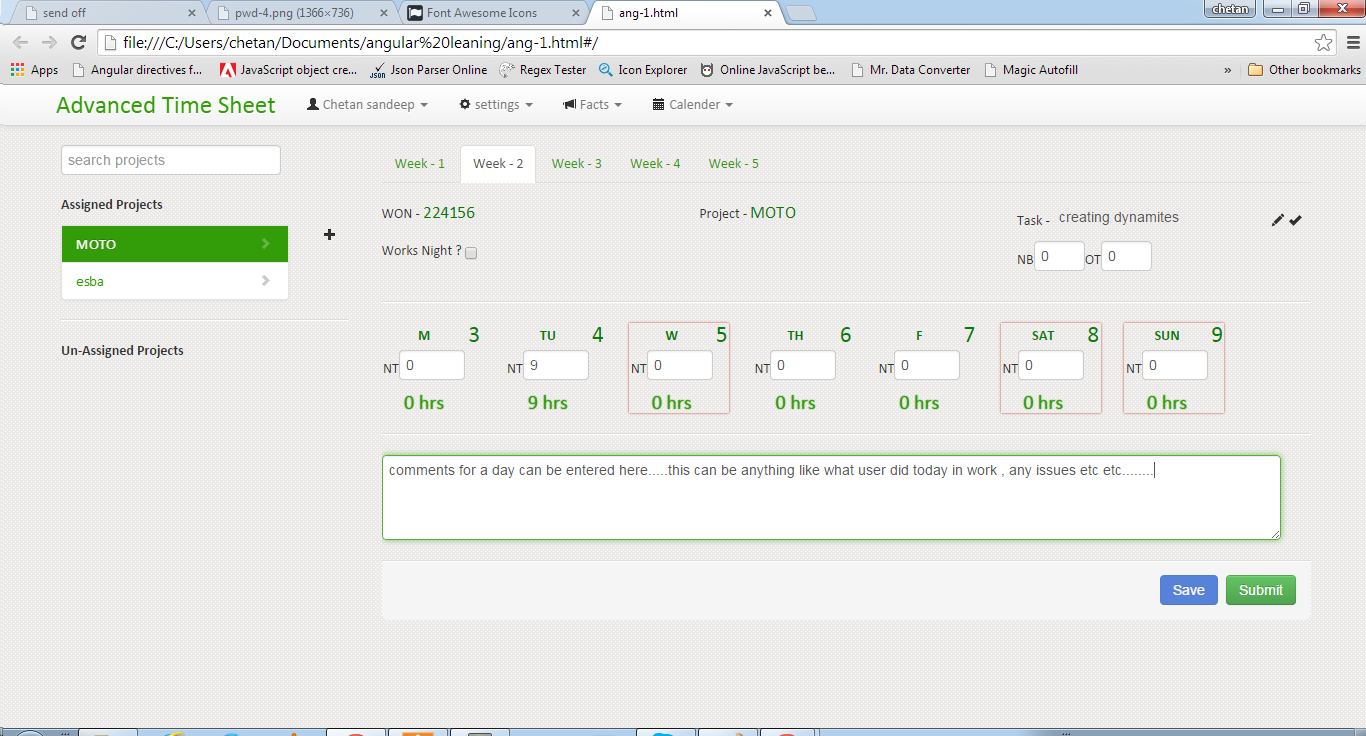 send off
pwd-4.png (1366×736)
Font Awesome Icons
ang-1.html
chetan
file:///C:/Users/chetan/Documents/angular%20leaning/ang-1.html#/
Apps Angular directives f... JavaScript object cre... Json Parser Online Regex Tester Icon Explorer Online JavaScript be... Mr. Data Converter Magic Autofill » Other bookmarks
Advanced Time Sheet Chetan sandeep settings Facts Calender
search projects
Assigned Projects
MOTO
esba
Un-Assigned Projects
Week - 1 Week - 2 Week - 3 Week - 4 Week - 5
WON - 224156 Project - MOTO Task - creating dynamites
Works Night ? NB 0 OT 0
M 3 TU 4 W 5 TH 6 F 7 SAT 8 SUN 9
NT 0 NT 9 NT 0 NT 0 NT 0 NT 0 NT 0
0 hrs 9 hrs 0 hrs 0 hrs 0 hrs 0 hrs 0 hrs
comments for a day can be entered here.....this can be anything like what user did today in work , any issues etc etc........
Save Submit